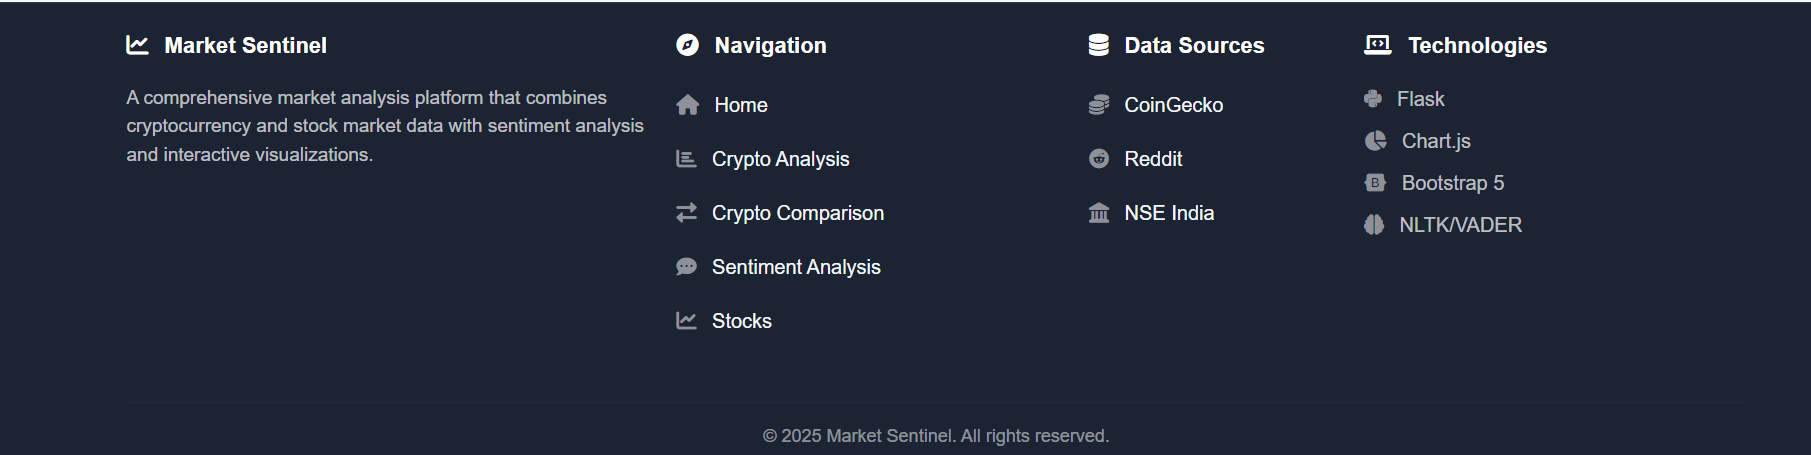 Market Sentinel
A comprehensive market analysis platform that combines
cryptocurrency and stock market data with sentiment analysis
and interactive visualizations.
Navigation
Home
Crypto Analysis
Crypto Comparison
Sentiment Analysis
Stocks
Data Sources
CoinGecko
Reddit
NSE India
Technologies
Flask
Chart.js
B
Bootstrap 5
NLTK/VADER
© 2025 Market Sentinel. All rights reserved.